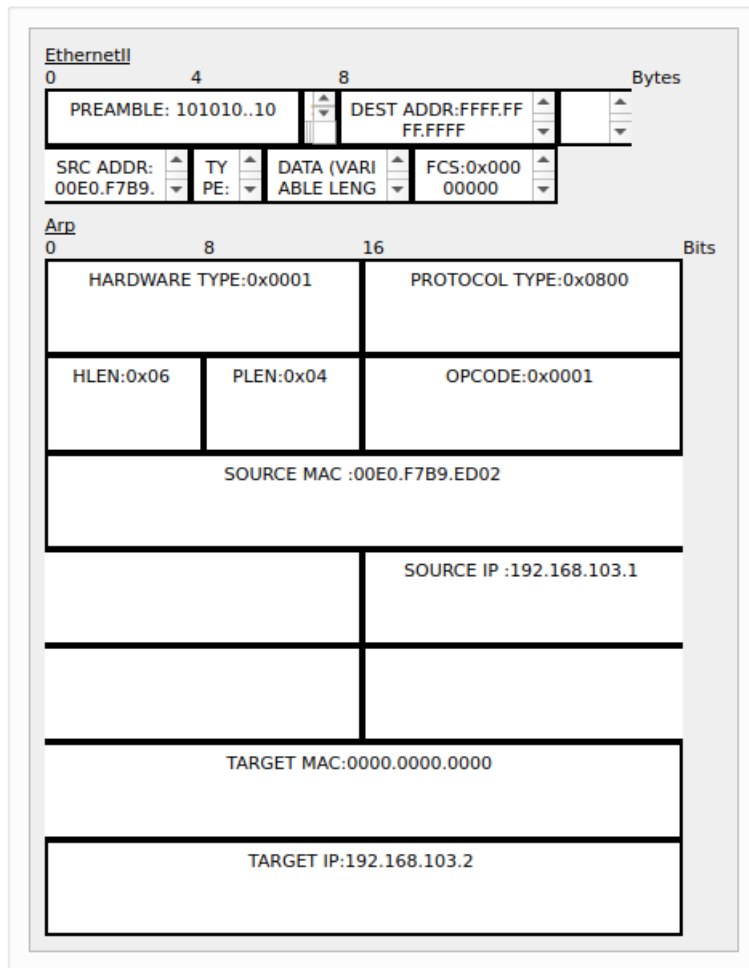 EthernetII
0 4 8 Bytes
PREAMBLE: 101010..10
DEST ADDR:FFFF.FF
FF.FFFF
SRC ADDR:
00E0.F7B9.
TY
PE:
DATA (VARI
ABLE LENG
FCS:0x000
00000
Arp
0 8 16 Bits
HARDWARE TYPE:0x0001 PROTOCOL TYPE:0x0800
HLEN:0x06 PLEN:0x04 OPCODE:0x0001
SOURCE MAC :00E0.F7B9.ED02
SOURCE IP :192.168.103.1
TARGET MAC:0000.0000.0000
TARGET IP:192.168.103.2